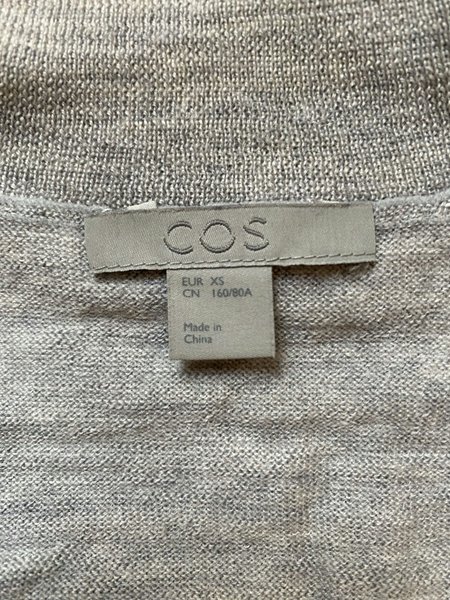 COS
EUR XS
CN 160/80A
Made in
China